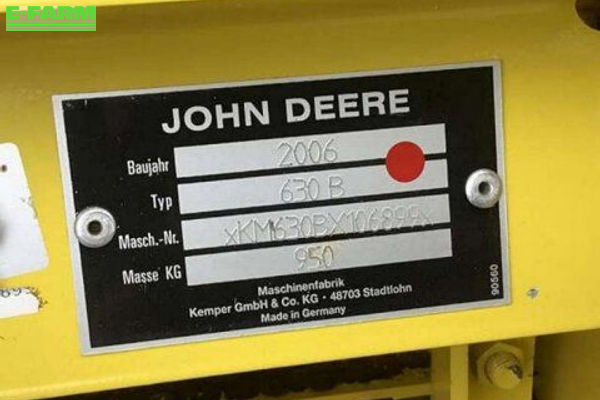 E-FARM
JOHN DEERE
Baujahr 2006
Typ 630 B
Masch.-Nr. xKM630BX106899x
Masse KG 950
Maschinenfabrik
Kemper GmbH & Co. KG · 48703 Stadtlohn
Made in Germany
90560